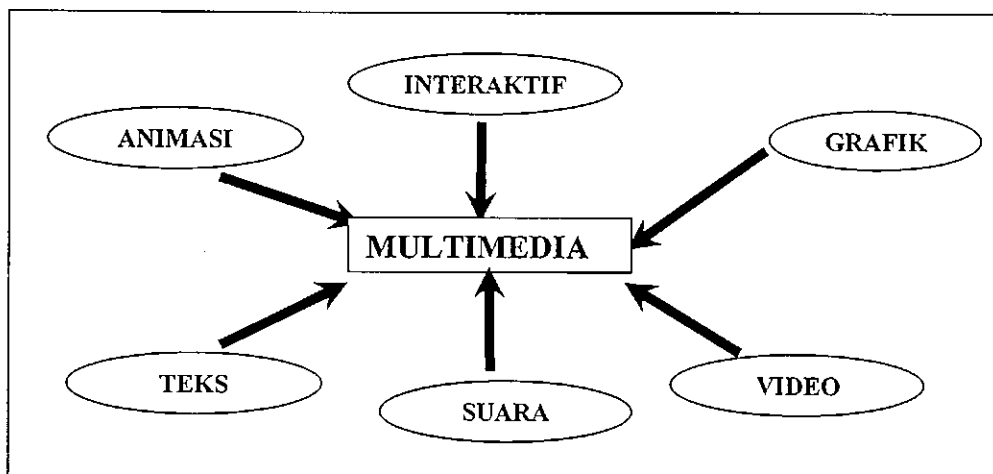 INTERAKTIF
ANIMASI
GRAFIK
MULTIMEDIA
TEKS
SUARA
VIDEO